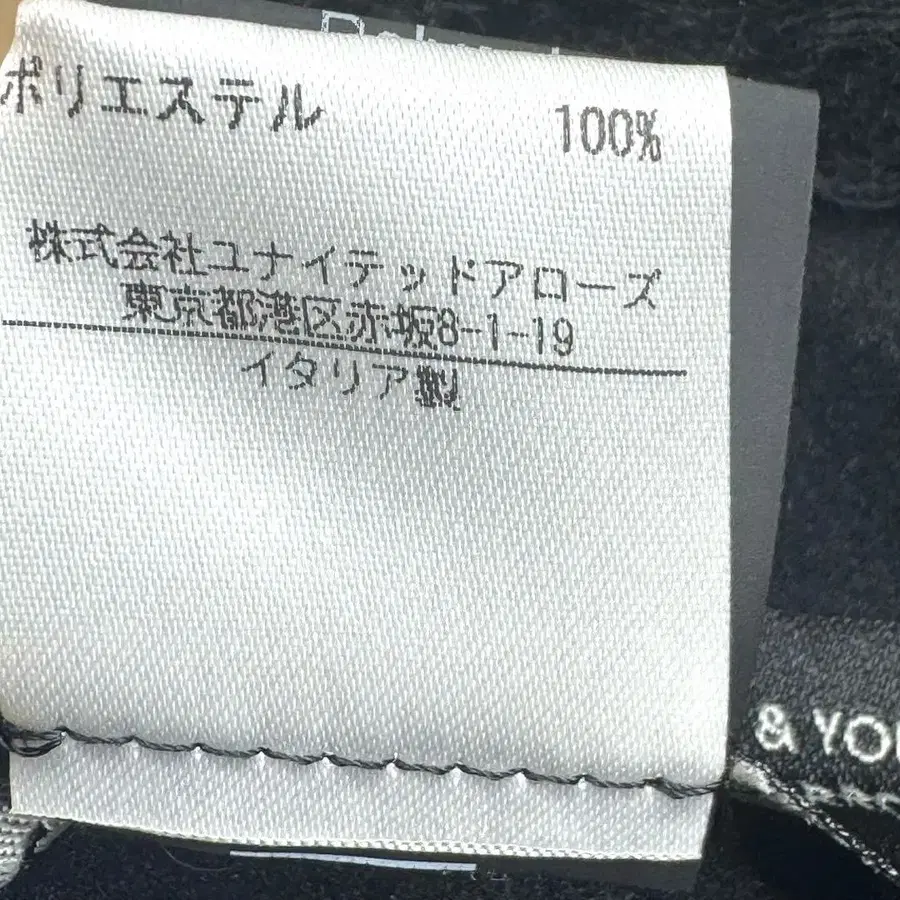 ポリエステル 100%
株式会社ユナイテッドアローズ
東京都港区赤坂8-1-19
イタリア製
& YOU